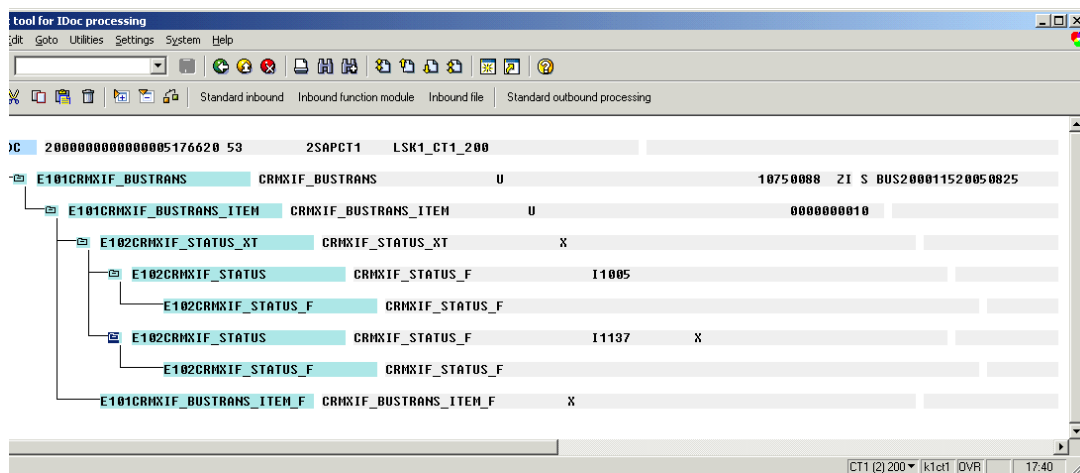 tool for IDoc processing
Edit Goto Utilities Settings System Help
Standard inbound Inbound function module Inbound file Standard outbound processing
OC 2000000000000005176620 53 2SAPCT1 LSK1_CT1_200
E101CRMXIF_BUSTRANS CRMXIF_BUSTRANS U 10750088 ZI S BUS200011520050825
E101CRMXIF_BUSTRANS_ITEM CRMXIF_BUSTRANS_ITEM U 0000000010
E102CRMXIF_STATUS_XT CRMXIF_STATUS_XT X
E102CRMXIF_STATUS CRMXIF_STATUS_F I1005
E102CRMXIF_STATUS_F CRMXIF_STATUS_F
E102CRMXIF_STATUS CRMXIF_STATUS_F I1137 X
E102CRMXIF_STATUS_F CRMXIF_STATUS_F
E101CRMXIF_BUSTRANS_ITEM_F CRMXIF_BUSTRANS_ITEM_F X
CT1 (2) 200 k1ct1 OVR 17:40